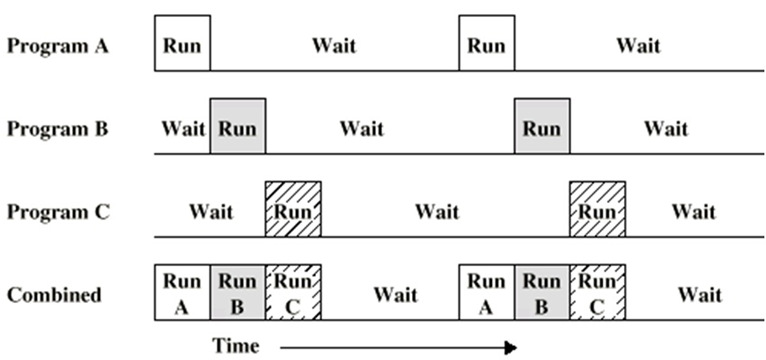 Program A Run Wait Run Wait
Program B Wait Run Wait Run Wait
Program C Wait Run Wait Run Wait
Combined Run A Run B Run C Wait Run A Run B Run C Wait
Time